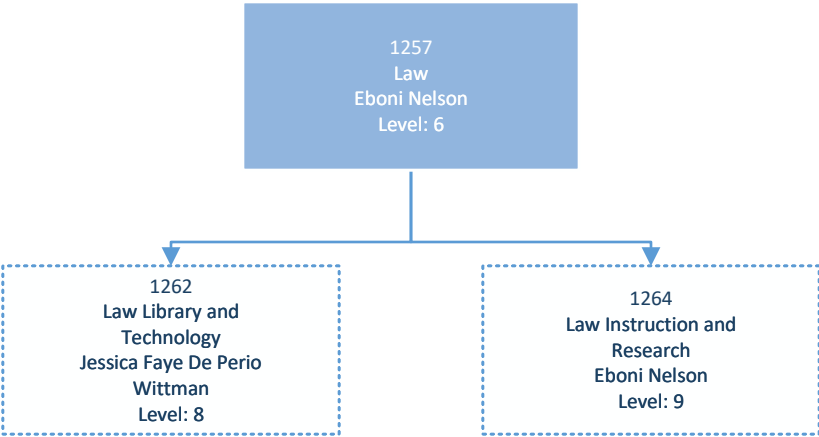 1257
Law
Eboni Nelson
Level: 6
1262
Law Library and
Technology
Jessica Faye De Perio
Wittman
Level: 8
1264
Law Instruction and
Research
Eboni Nelson
Level: 9